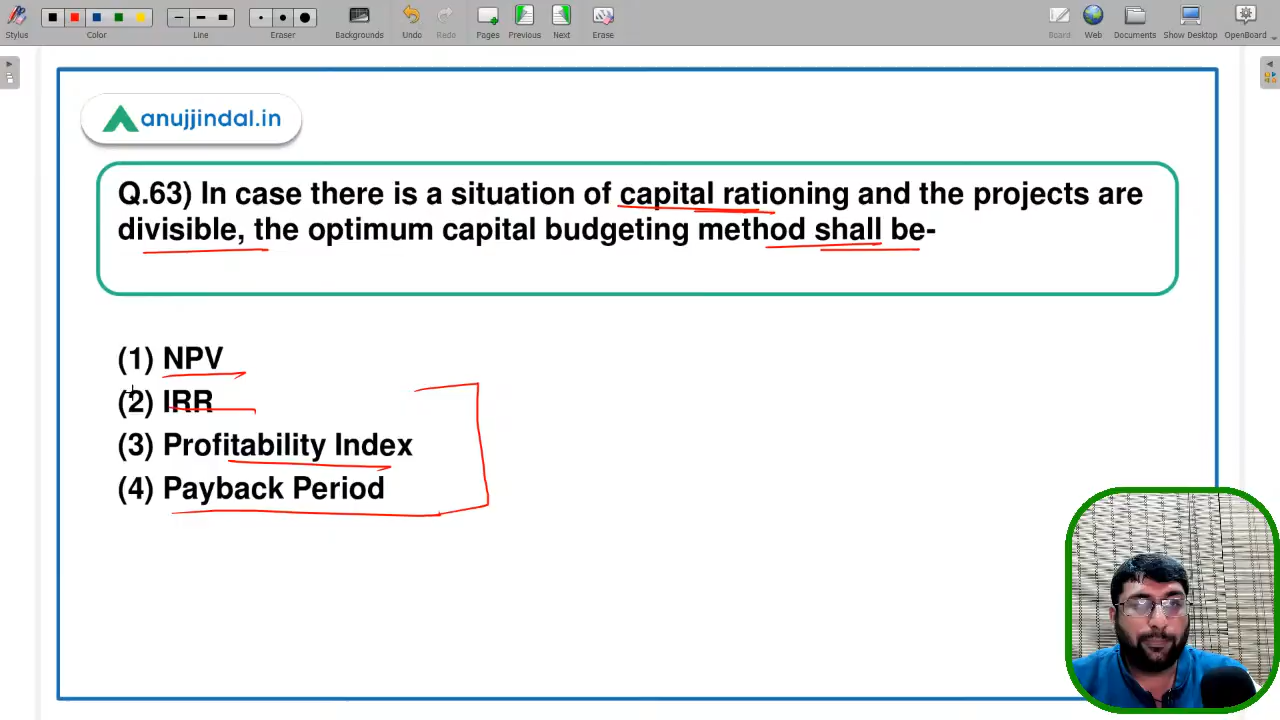 Stylus
Color
Line
Eraser
Backgrounds
Undo
Redo
Pages
Previous
Next
Erase
Board
Web
Documents
Show Desktop
OpenBoard
anujjindal.in
Q.63) In case there is a situation of capital rationing and the projects are
divisible, the optimum capital budgeting method shall be-
(1) NPV
(2) IRR
(3) Profitability Index
(4) Payback Period